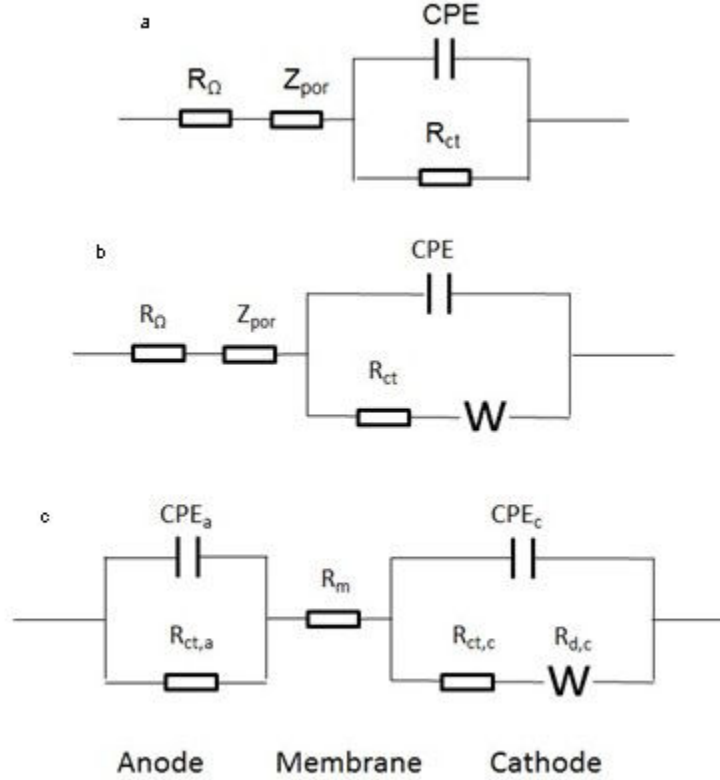 a
CPE
RΩ
Zpor
Rct
b
CPE
RΩ
Zpor
Rct
W
c
CPEa
CPEc
Rm
Rct,a
Rct,c
Rd,c
W
Anode Membrane Cathode